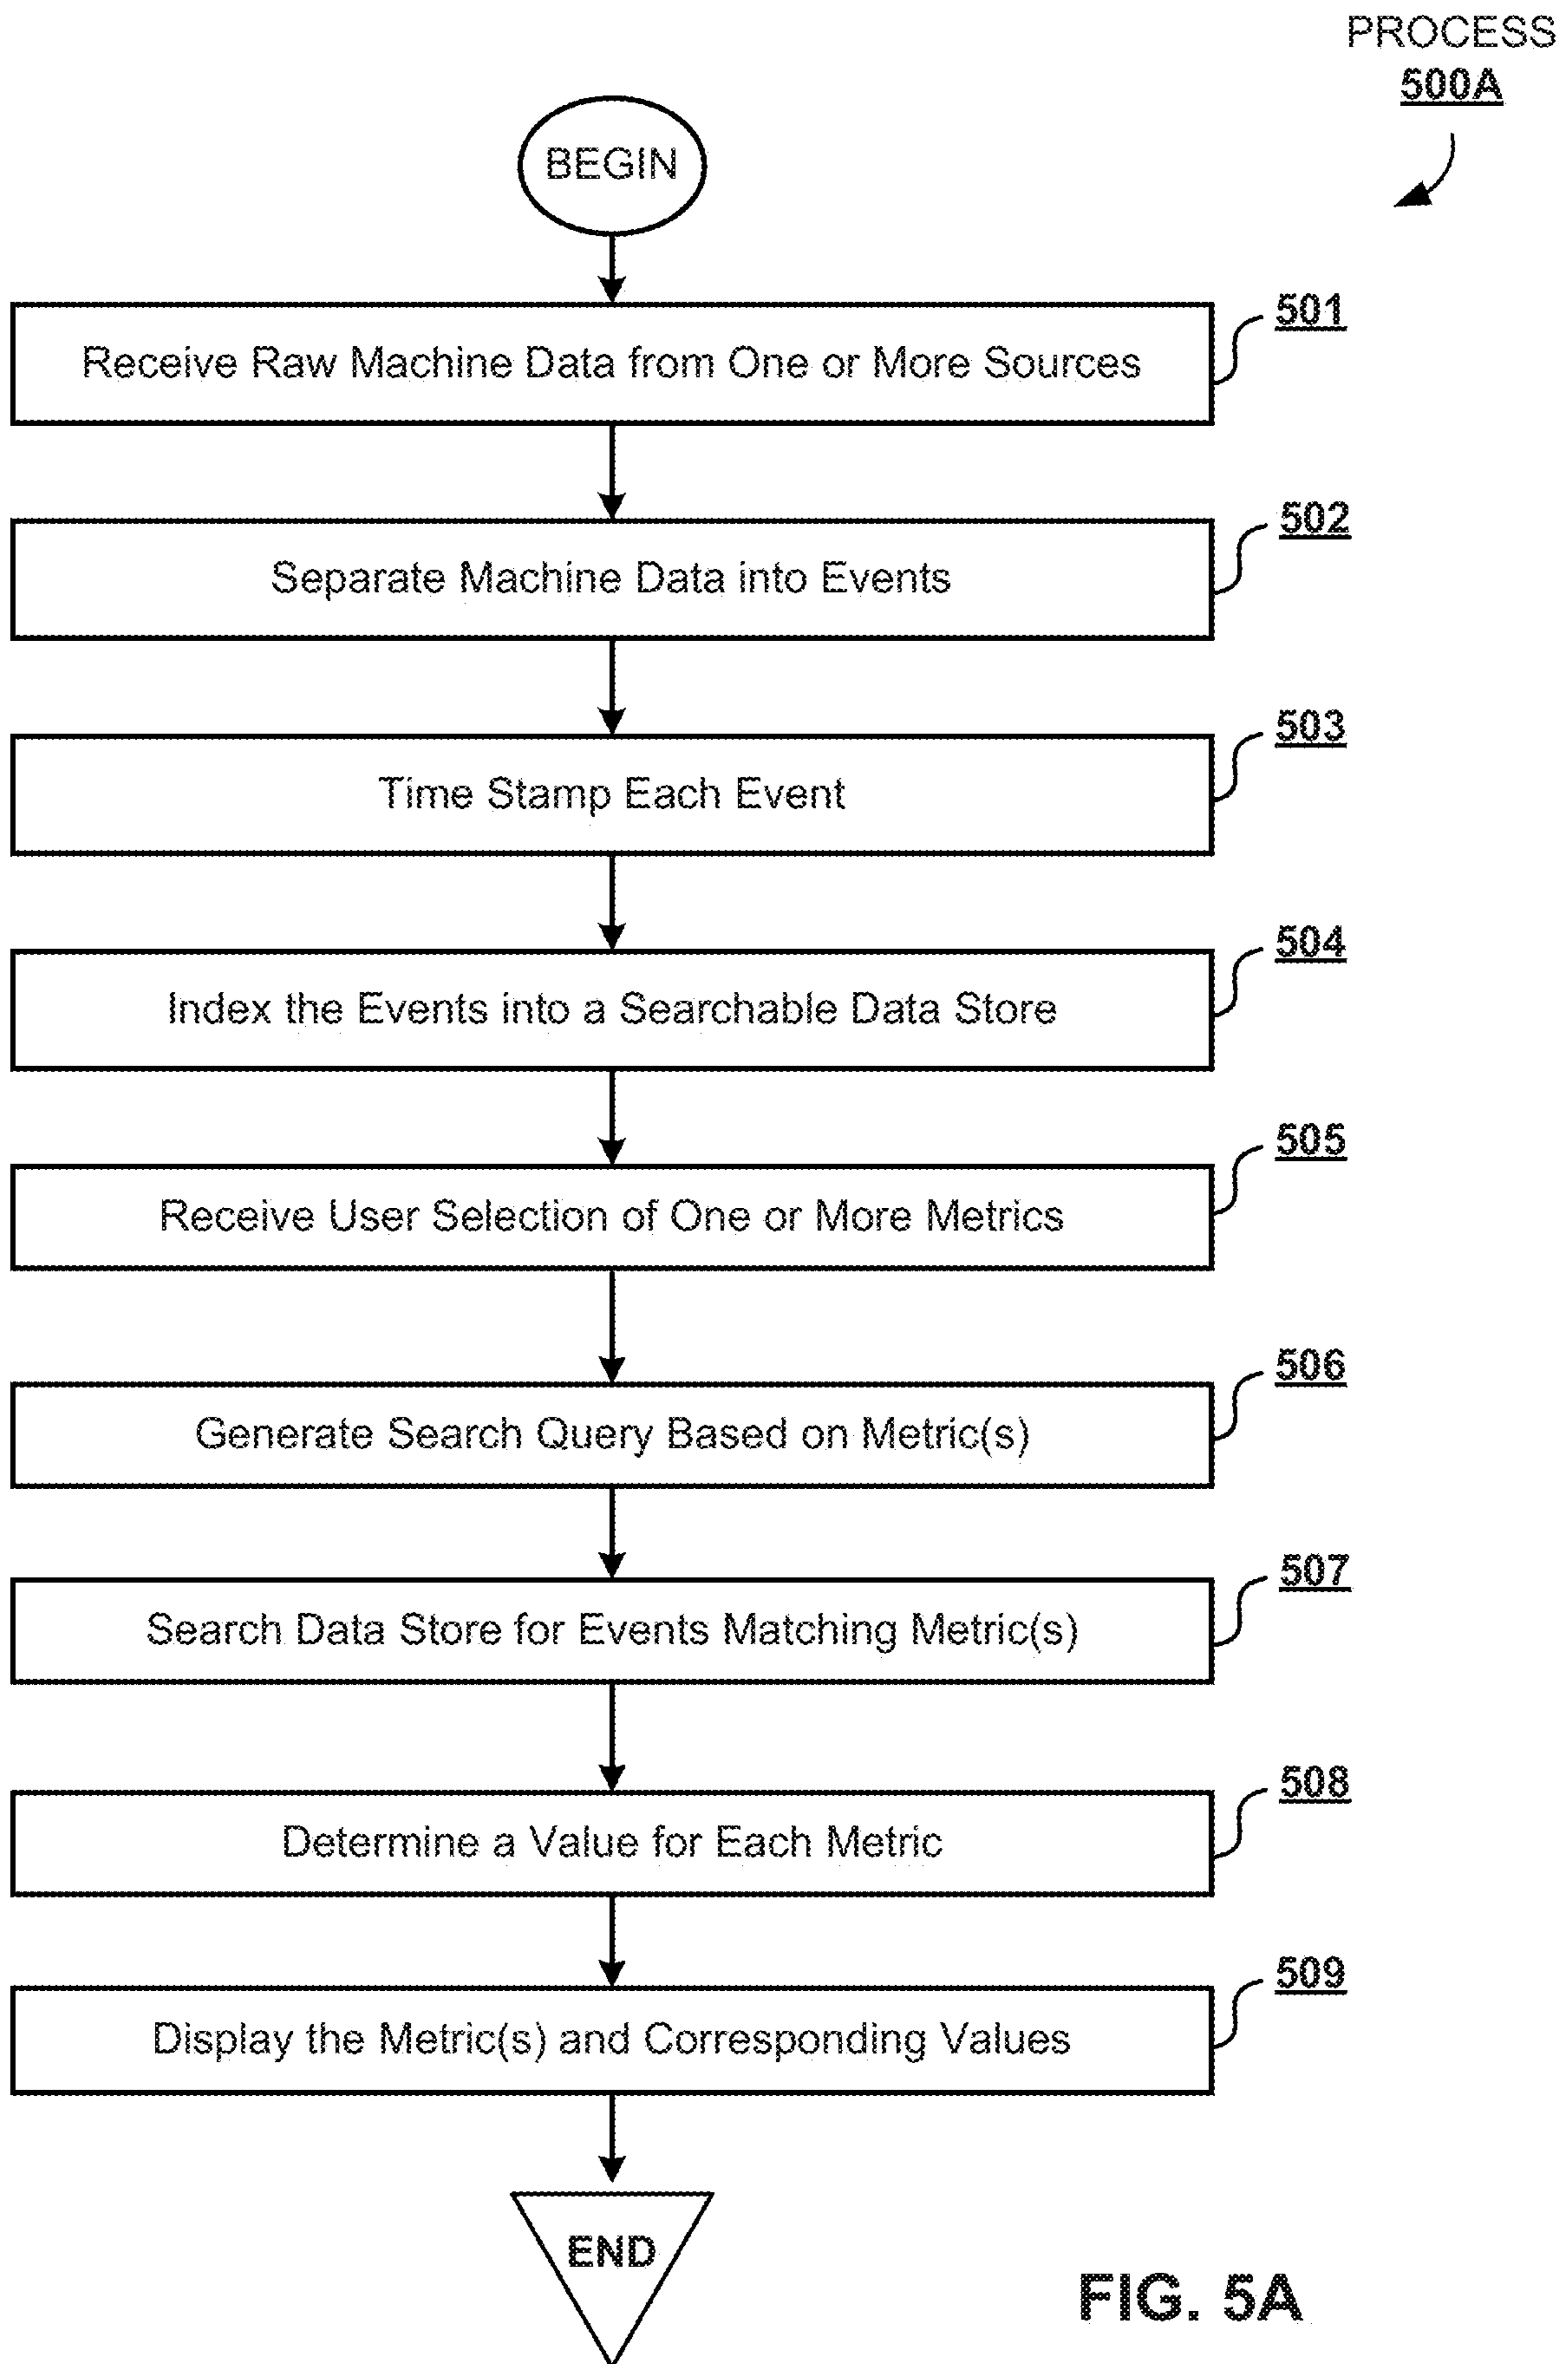 PROCESS
500A
BEGIN
501
Receive Raw Machine Data from One or More Sources
502
Separate Machine Data into Events
503
Time Stamp Each Event
504
Index the Events into a Searchable Data Store
505
Receive User Selection of One or More Metrics
506
Generate Search Query Based on Metric(s)
507
Search Data Store for Events Matching Metric(s)
508
Determine a Value for Each Metric
509
Display the Metric(s) and Corresponding Values
END
FIG. 5A